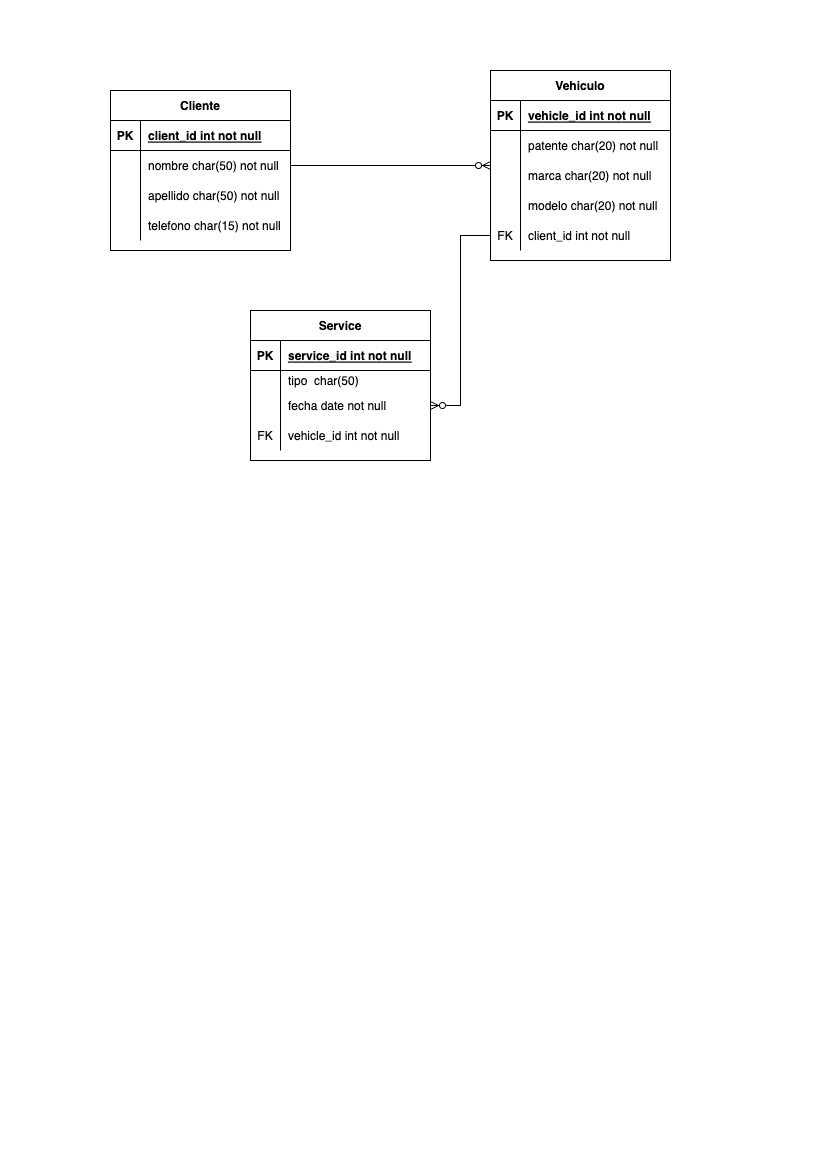 Cliente
PK client_id int not null
nombre char(50) not null
apellido char(50) not null
telefono char(15) not null
Vehiculo
PK vehicle_id int not null
patente char(20) not null
marca char(20) not null
modelo char(20) not null
FK client_id int not null
Service
PK service_id int not null
tipo  char(50)
fecha date not null
FK vehicle_id int not null